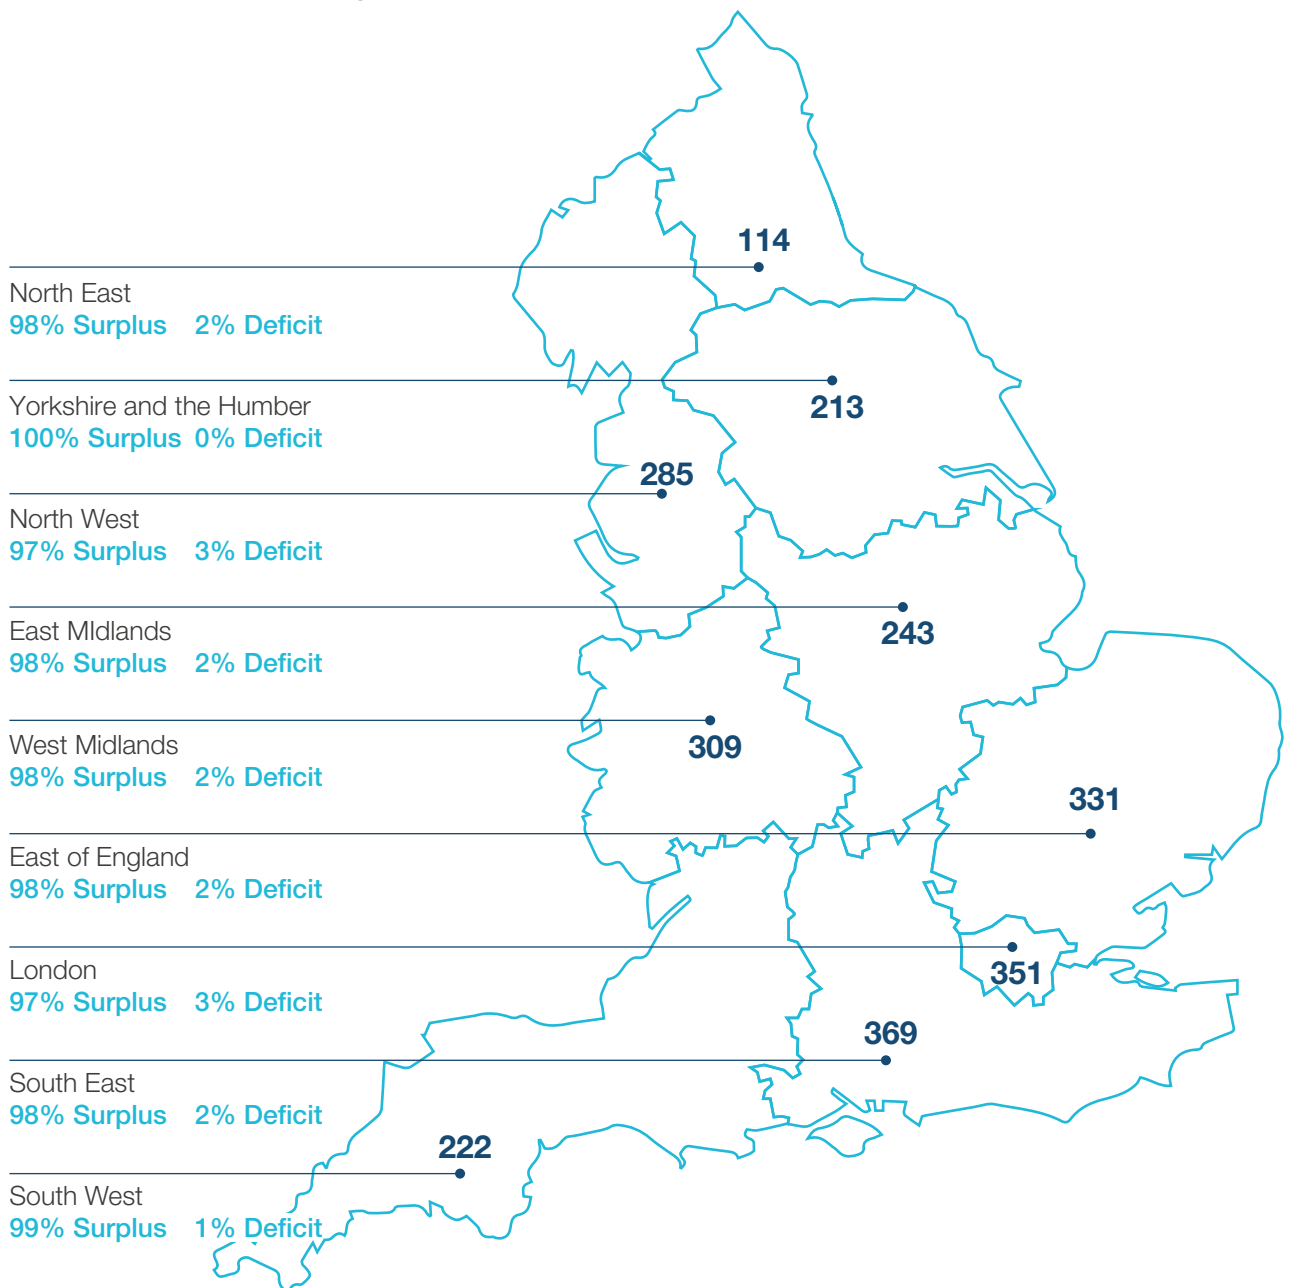 114
North East
98% Surplus 2% Deficit
Yorkshire and the Humber
100% Surplus 0% Deficit
213
285
North West
97% Surplus 3% Deficit
East MIdlands
98% Surplus 2% Deficit
243
West Midlands
98% Surplus 2% Deficit
309
331
East of England
98% Surplus 2% Deficit
London
97% Surplus 3% Deficit
351
369
South East
98% Surplus 2% Deficit
222
South West
99% Surplus 1% Deficit